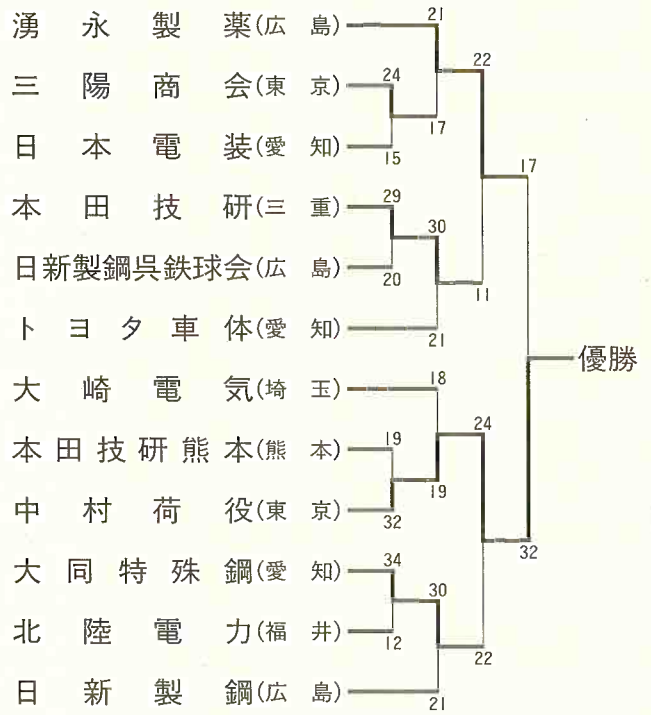 湧永製薬(広島)
21
22
三陽商会(東京)
24
17
日本電装(愛知)
15
17
本田技研(三重)
29
30
日新製鋼呉鉄球会(広島)
20
11
トヨタ車体(愛知)
21
優勝
大崎電気(埼玉)
18
24
本田技研熊本(熊本)
19
19
中村荷役(東京)
32
32
大同特殊鋼(愛知)
34
30
北陸電力(福井)
12
22
日新製鋼(広島)
21